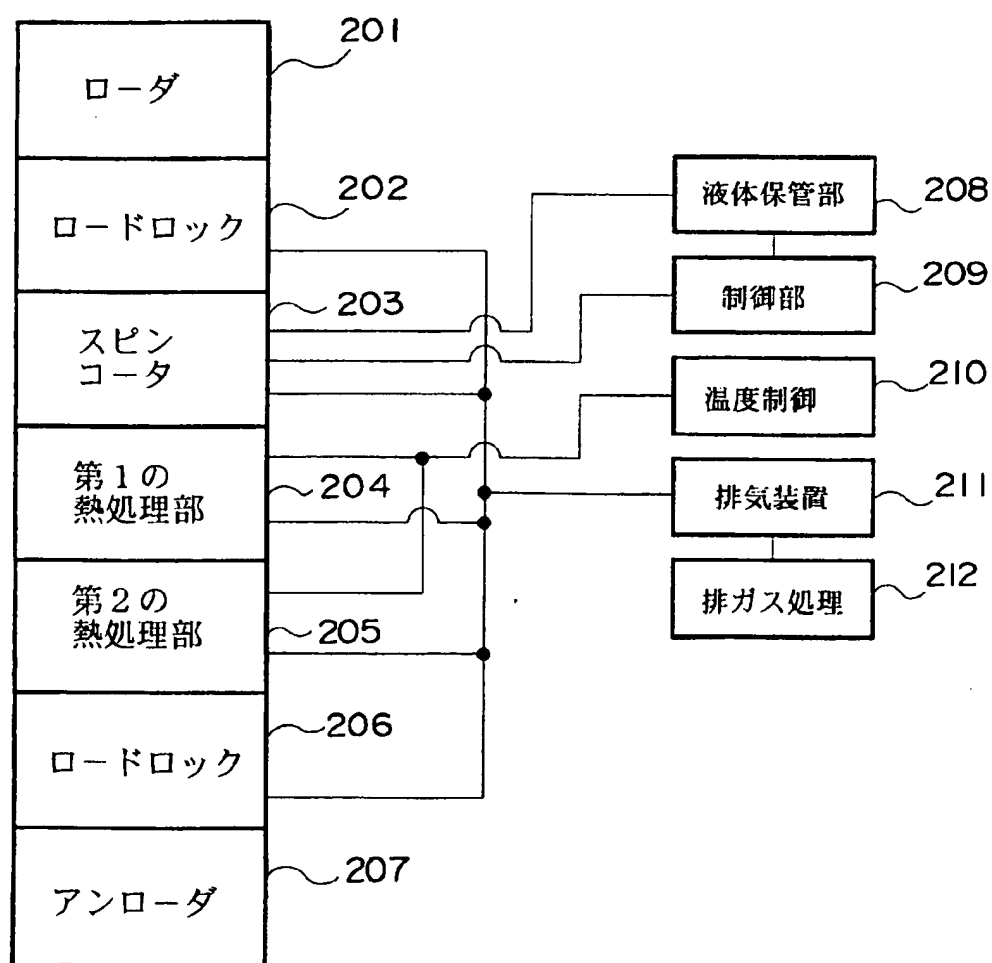 201
ローダ
202
ロードロック
203
スピン
コータ
第1の
熱処理部
204
第2の
熱処理部
205
206
ロードロック
207
アンローダ
液体保管部
208
制御部
209
温度制御
210
排気装置
211
排ガス処理
212